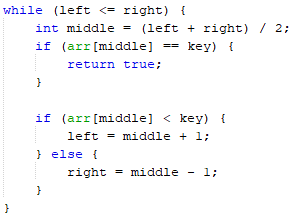 while (left <= right) {
    int middle = (left + right) / 2;
    if (arr[middle] == key) {
        return true;
    }

    if (arr[middle] < key) {
        left = middle + 1;
    } else {
        right = middle - 1;
    }
}